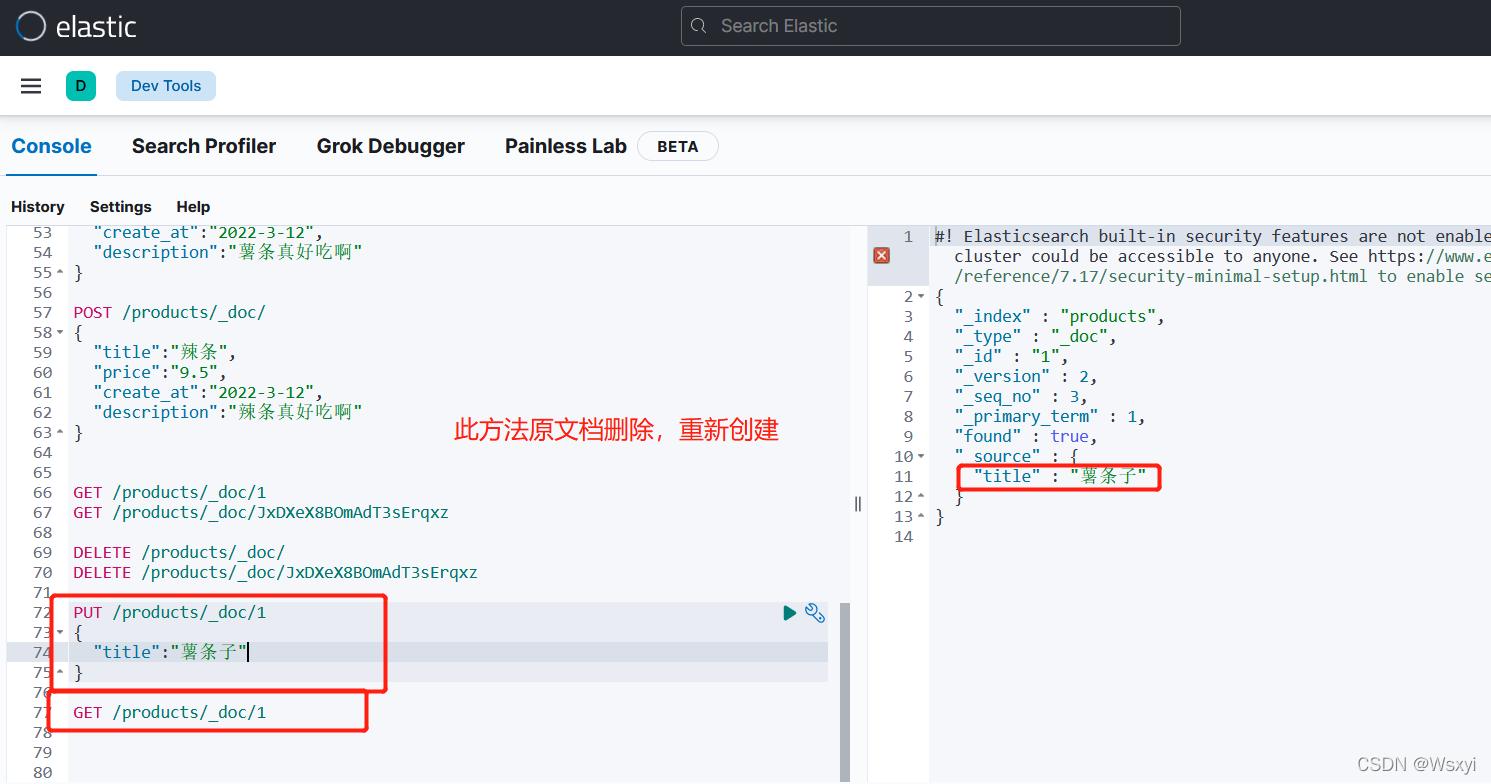 elastic
Search Elastic
D
Dev Tools
Console
Search Profiler
Grok Debugger
Painless Lab
BETA
History
Settings
Help
53 "create_at":"2022-3-12",
54 "description":"薯条真好吃啊"
55 }
56
57 POST /products/_doc/
58 {
59 "title":"辣条",
60 "price":"9.5",
61 "create_at":"2022-3-12",
62 "description":"辣条真好吃啊"
63 }
64
65
66 GET /products/_doc/1
67 GET /products/_doc/JxDXeX8BOmAdT3sErqxz
68
69 DELETE /products/_doc/
70 DELETE /products/_doc/JxDXeX8BOmAdT3sErqxz
71
72 PUT /products/_doc/1
73 {
74 "title":"薯条子"
75 }
76
77 GET /products/_doc/1
78
79
80
此方法原文档删除，重新创建
1 #! Elasticsearch built-in security features are not enable
cluster could be accessible to anyone. See https://www.e
/reference/7.17/security-minimal-setup.html to enable se
2 {
3 "_index" : "products",
4 "_type" : "_doc",
5 "_id" : "1",
6 "_version" : 2,
7 "_seq_no" : 3,
8 "_primary_term" : 1,
9 "found" : true,
10 "_source" : {
11 "title" : "薯条子"
12 }
13 }
14
CSDN @Wsxyi